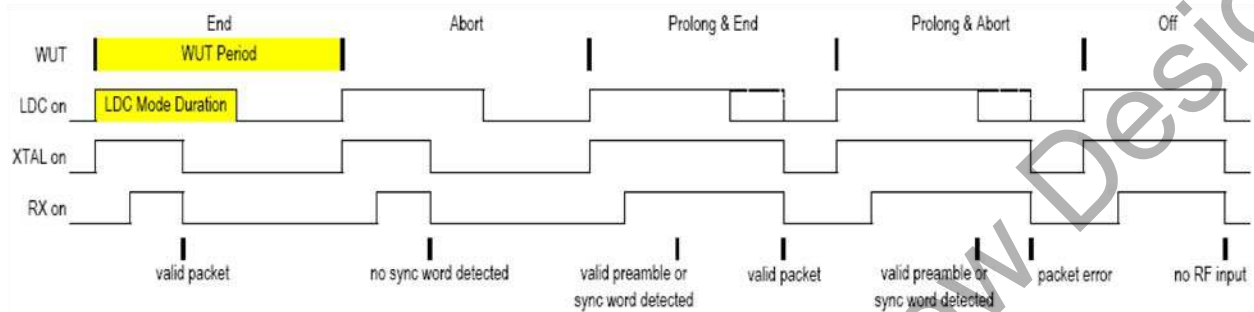 End Abort Prolong & End Prolong & Abort Off
WUT WUT Period
LDC on LDC Mode Duration
XTAL on
RX on
valid packet no sync word detected valid preamble or valid packet valid preamble or packet error no RF input
sync word detected sync word detected
w Desig